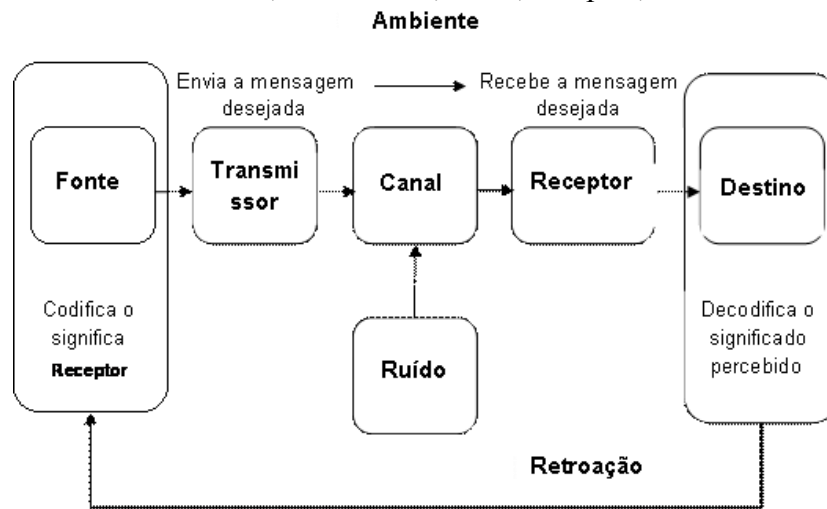 Ambiente
Envia a mensagem
desejada
Recebe a mensagem
desejada
Fonte
Transmi
ssor
Canal
Receptor
Destino
Codifica o
significa
Receptor
Ruído
Decodifica o
significado
percebido
Retroação